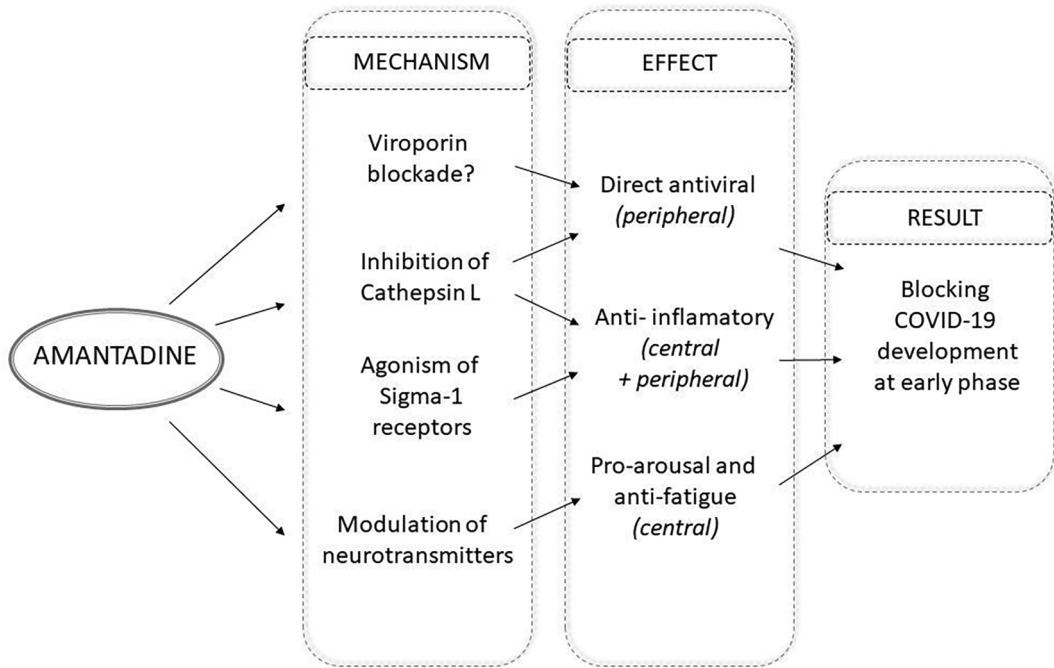 AMANTADINE
MECHANISM
Viroporin
blockade?
Inhibition of
Cathepsin L
Agonism of
Sigma-1
receptors
Modulation of
neurotransmitters
EFFECT
Direct antiviral
(peripheral)
Anti- inflamatory
(central
+ peripheral)
Pro-arousal and
anti-fatigue
(central)
RESULT
Blocking
COVID-19
development
at early phase